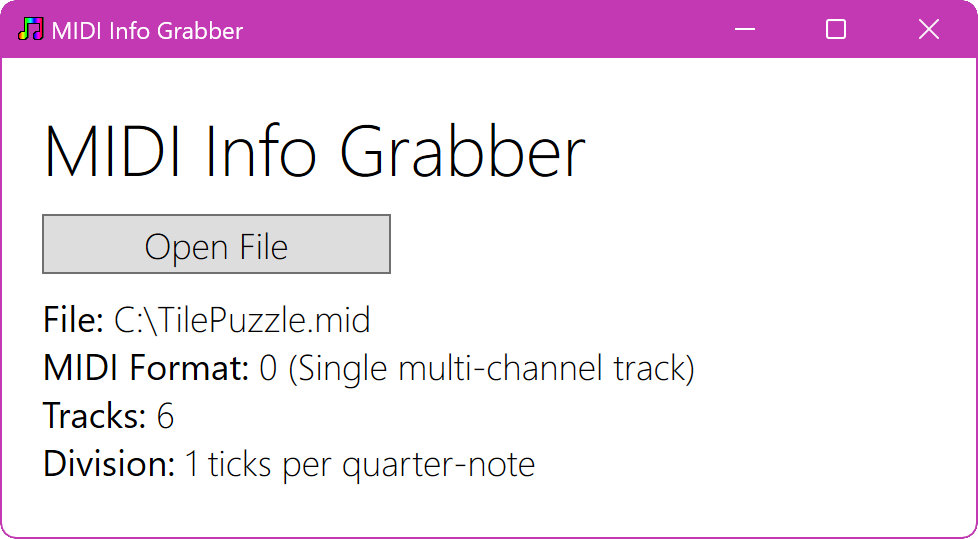 MIDI Info Grabber
MIDI Info Grabber
Open File
File: C:\TilePuzzle.mid
MIDI Format: 0 (Single multi-channel track)
Tracks: 6
Division: 1 ticks per quarter-note